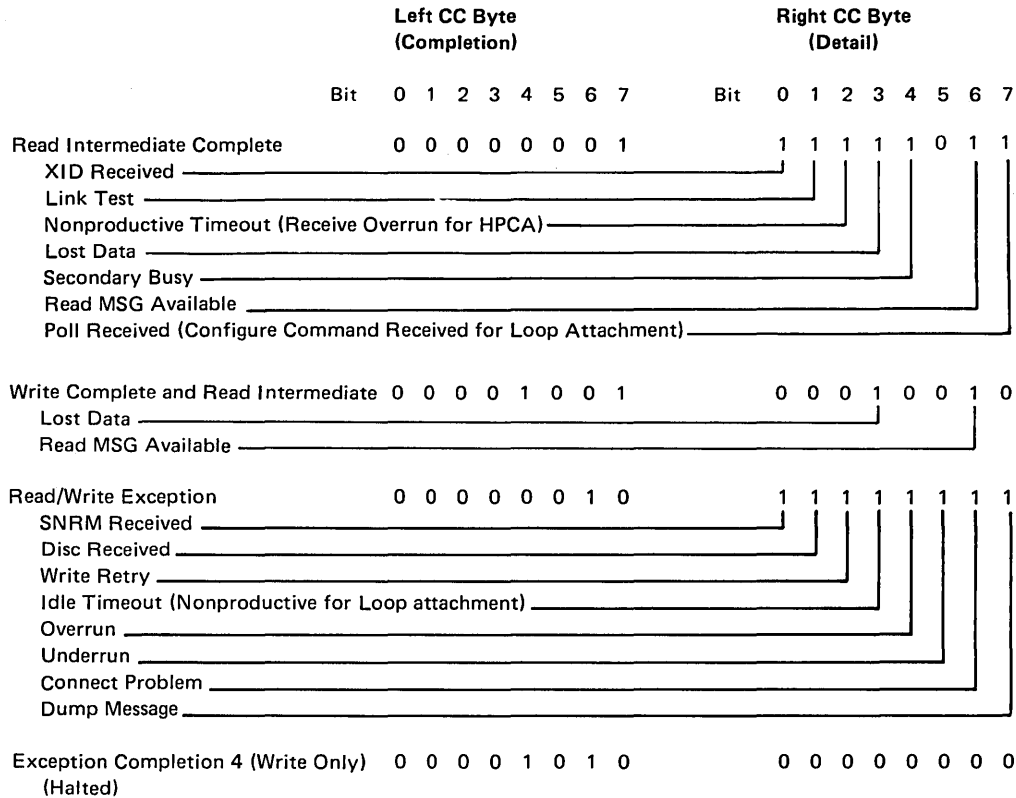 Left CC Byte Right CC Byte
(Completion) (Detail)
Bit 0 1 2 3 4 5 6 7 Bit 0 1 2 3 4 5 6 7
Read Intermediate Complete 0 0 0 0 0 0 0 1 1 1 1 1 1 0 1 1
XID Received
Link Test
Nonproductive Timeout (Receive Overrun for HPCA)
Lost Data
Secondary Busy
Read MSG Available
Poll Received (Configure Command Received for Loop Attachment)
Write Complete and Read Intermediate 0 0 0 0 1 0 0 1 0 0 0 1 0 0 1 0
Lost Data
Read MSG Available
Read/Write Exception 0 0 0 0 0 0 1 0 1 1 1 1 1 1 1 1
SNRM Received
Disc Received
Write Retry
Idle Timeout (Nonproductive for Loop attachment)
Overrun
Underrun
Connect Problem
Dump Message
Exception Completion 4 (Write Only) 0 0 0 0 1 0 1 0 0 0 0 0 0 0 0 0
(Halted)